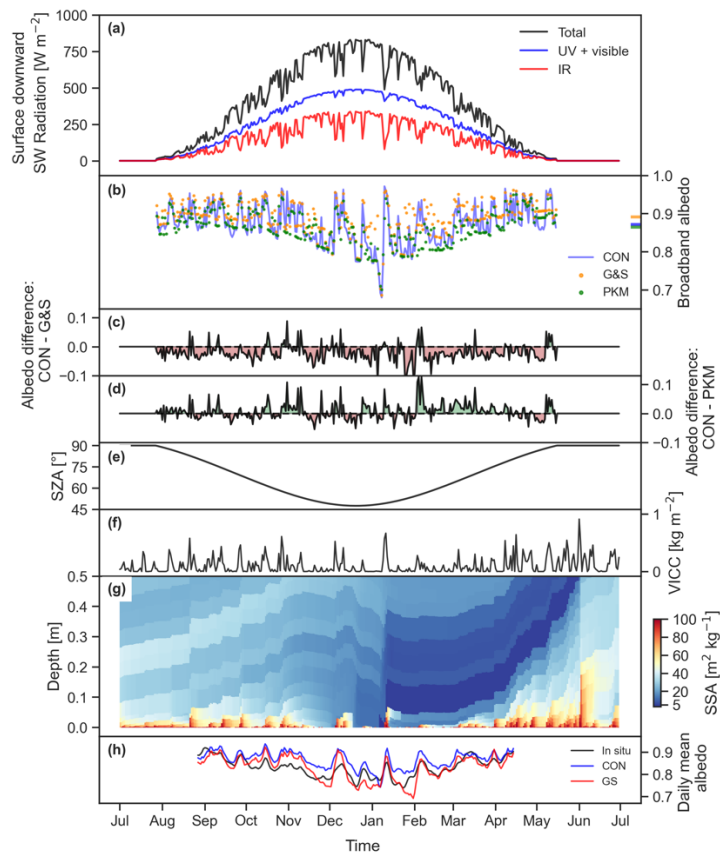 1000
750
500
250
0
Surface downward
SW Radiation [W m⁻²]
(a)
Total
UV + visible
IR
(b)
CON
G&S
PKM
1.0
0.9
0.8
0.7
Broadband albedo
Albedo difference:
CON - G&S
(c)
0.1
0.0
−0.1
(d)
0.1
0.0
−0.1
Albedo difference:
CON - PKM
(e)
SZA [°]
90
75
60
45
(f)
1
0
VICC [kg m⁻²]
(g)
Depth [m]
0.5
0.4
0.3
0.2
0.1
0.0
100
80
60
40
20
5
SSA [m² kg⁻¹]
(h)
In situ
CON
GS
0.9
0.8
0.7
Daily mean
albedo
Jul Aug Sep Oct Nov Dec Jan Feb Mar Apr May Jun Jul
Time